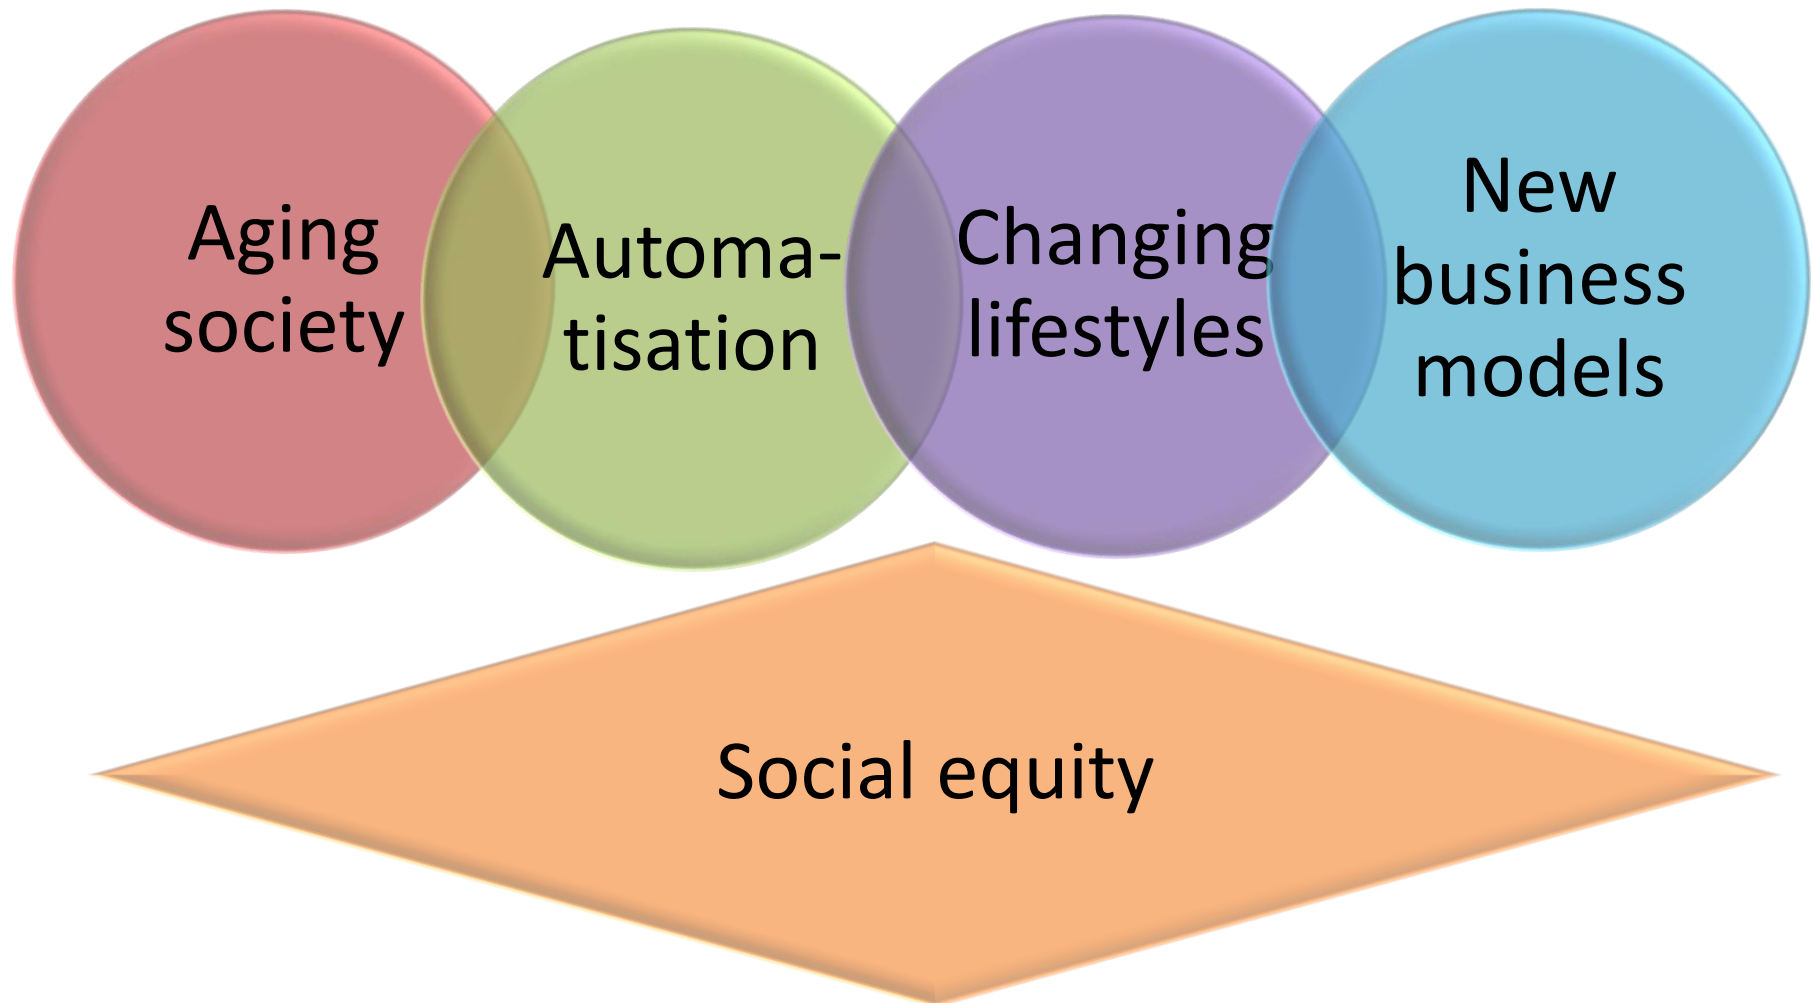 Aging
society
Automa-
tisation
Changing
lifestyles
New
business
models
Social equity